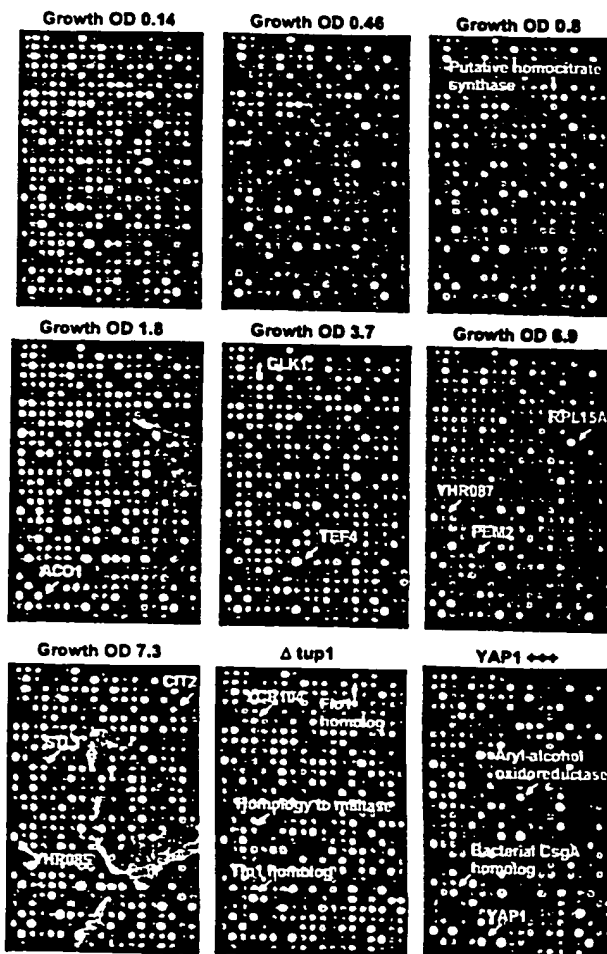 Growth OD 0.14
Growth OD 0.46
Growth OD 0.8
Putative homocitrate
synthase
Growth OD 1.8
Growth OD 3.7
Growth OD 6.9
ACO1
GLK1
TEF4
RPL15A
YHR087
PEM2
Growth OD 7.3
Δ tup1
YAP1 +++
CIT2
YHR085
YCR104
Flo1
homolog
Homology to maltase
Tip1 homolog
Aryl-alcohol
oxidoreductase
Bacterial CsgA
homolog
YAP1